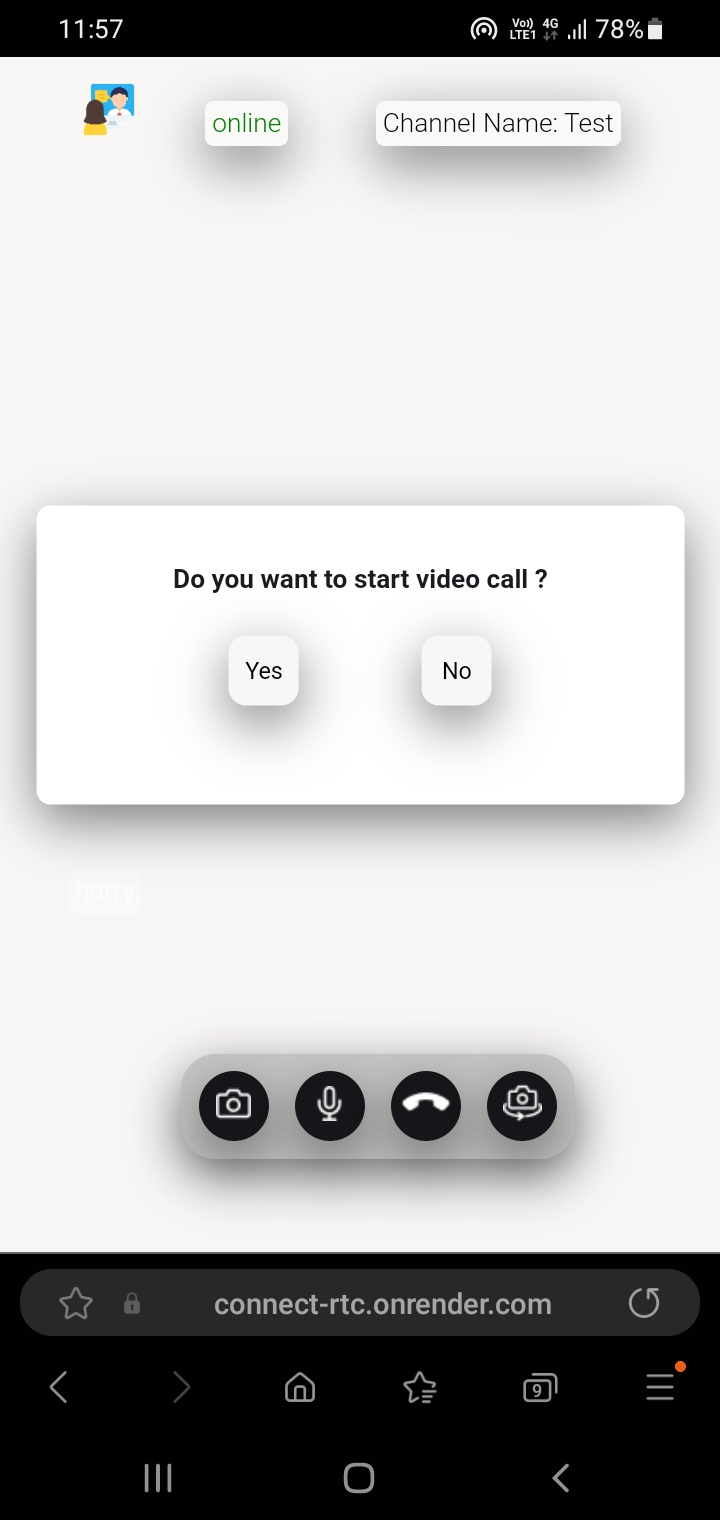 11:57
Vo)) 4G
LTE1
78%
online
Channel Name: Test
Do you want to start video call ?
Yes
No
harry
connect-rtc.onrender.com
9